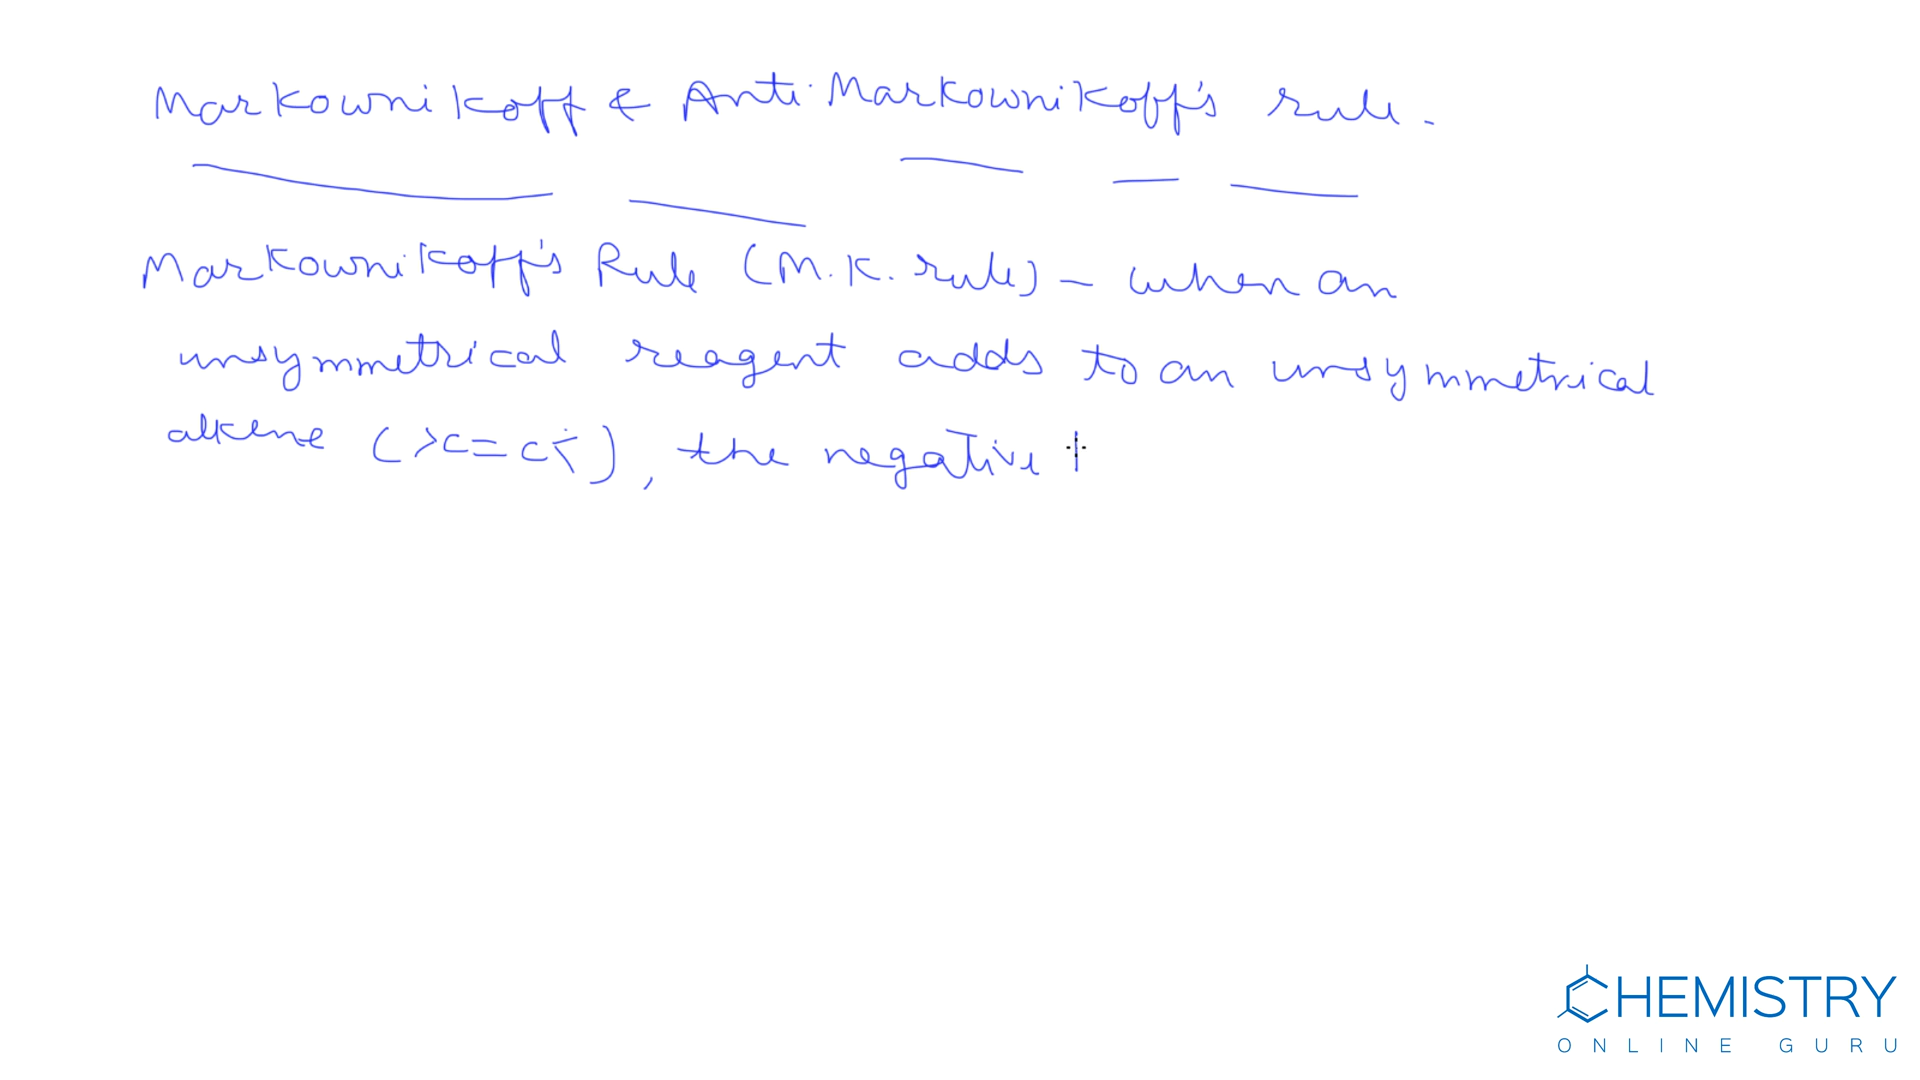 Markownikoff & Anti-Markownikoff's rule.
Markownikoff's Rule (M.K. rule) - when an
unsymmetrical reagent adds to an unsymmetrical
alkene (>C=C<), the negative
CHEMISTRY
ONLINE GURU